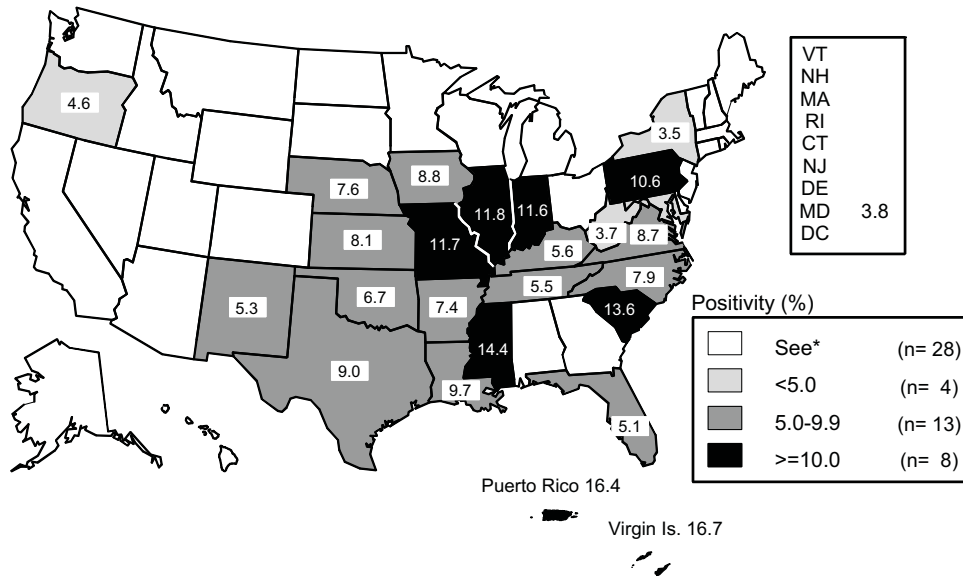 VT
NH
MA
RI
CT
NJ
DE
MD 3.8
DC
4.6
3.5
7.6
8.8
11.8
11.6
10.6
8.1
11.7
5.6
3.7
8.7
5.3
6.7
7.4
5.5
7.9
14.4
13.6
9.0
9.7
5.1
Positivity (%)
See* (n= 28)
<5.0 (n= 4)
5.0-9.9 (n= 13)
>=10.0 (n= 8)
Puerto Rico 16.4
Virgin Is. 16.7